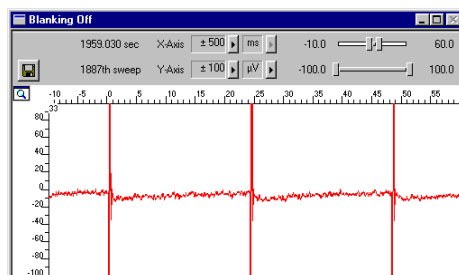 Blanking Off
1959.030 sec X-Axis ± 500 ms -10.0 60.0
1887th sweep Y-Axis ± 100 µV -100.0 100.0
-10 -5 0 5 10 15 20 25 30 35 40 45 50 55
33
80
60
40
20
0
-20
-40
-60
-80
-100